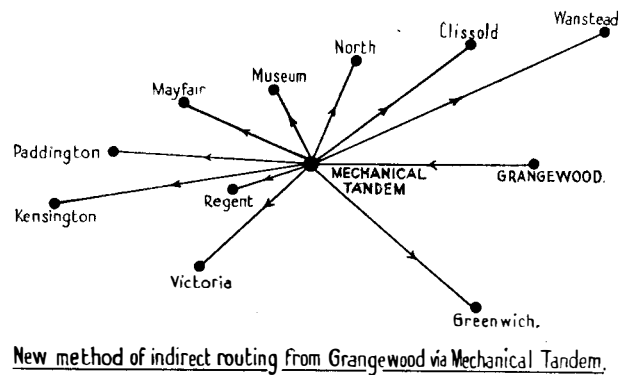 Wanstead
Clissold
North
Museum
Mayfair
Paddington
MECHANICAL
TANDEM
GRANGEWOOD.
Regent
Kensington
Victoria
Greenwich.
New method of indirect routing from Grangewood via Mechanical Tandem.